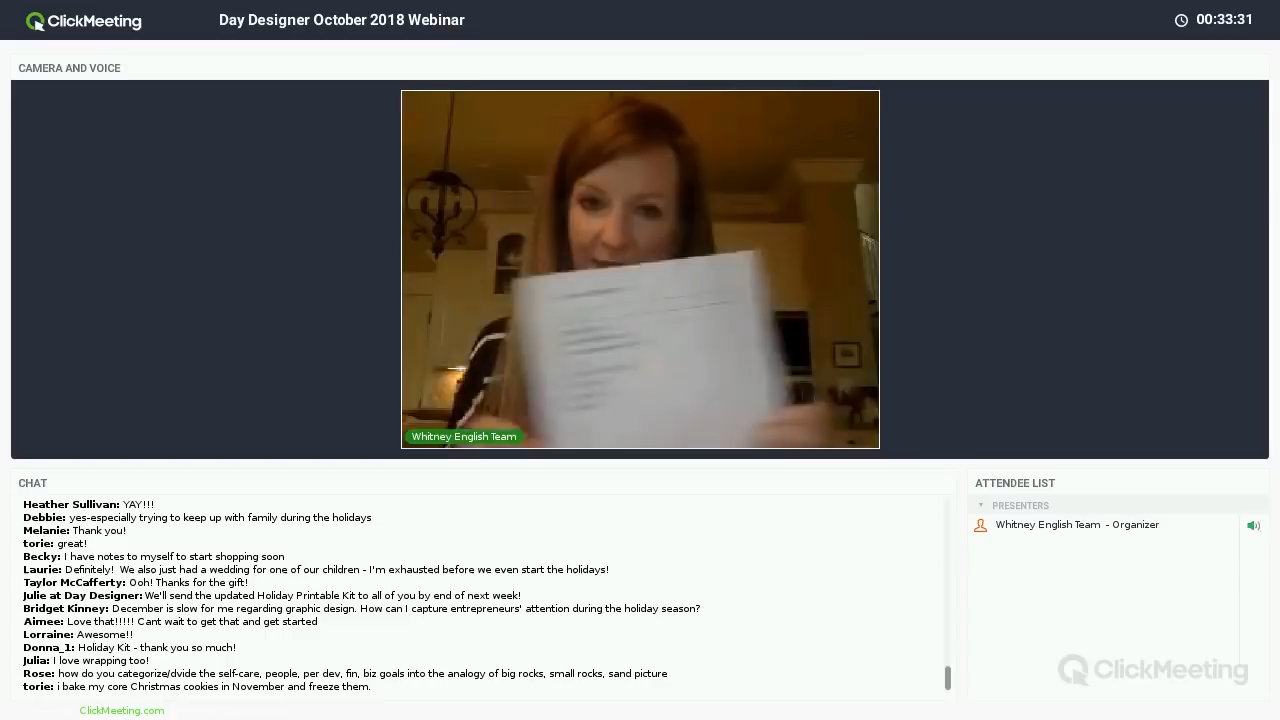 ClickMeeting
Day Designer October 2018 Webinar
00:33:31
CAMERA AND VOICE
Whitney English Team
CHAT
Heather Sullivan: YAY!!!
Debbie: yes-especially trying to keep up with family during the holidays
Melanie: Thank you!
torie: great!
Becky: I have notes to myself to start shopping soon
Laurie: Definitely!  We also just had a wedding for one of our children - I'm exhausted before we even start the holidays!
Taylor McCafferty: Ooh! Thanks for the gift!
Julie at Day Designer: We'll send the updated Holiday Printable Kit to all of you by end of next week!
Bridget Kinney: December is slow for me regarding graphic design. How can I capture entrepreneurs' attention during the holiday season?
Aimee: Love that!!!!! Cant wait to get that and get started
Lorraine: Awesome!!
Donna_1: Holiday Kit - thank you so much!
Julia: I love wrapping too!
Rose: how do you categorize/dvide the self-care, people, per dev, fin, biz goals into the analogy of big rocks, small rocks, sand picture
torie: i bake my core Christmas cookies in November and freeze them.
ATTENDEE LIST
PRESENTERS
Whitney English Team - Organizer
ClickMeeting
ClickMeeting.com